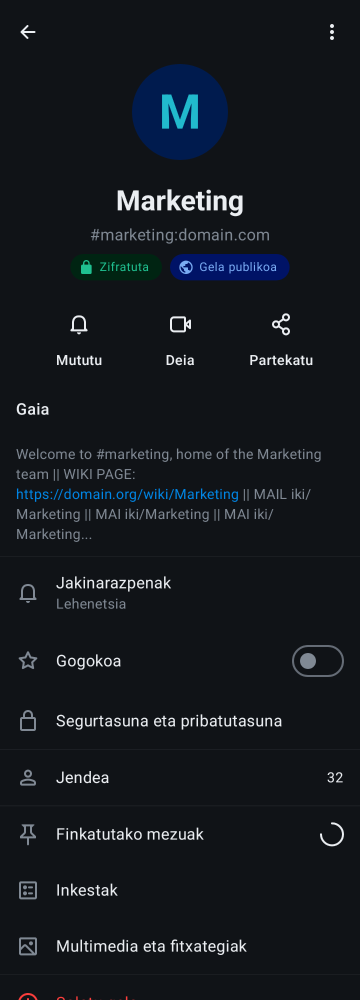 M
Marketing
#marketing:domain.com
Zifratuta
Gela publikoa
Mututu
Deia
Partekatu
Gaia
Welcome to #marketing, home of the Marketing
team || WIKI PAGE:
https://domain.org/wiki/Marketing || MAIL iki/
Marketing || MAI iki/Marketing || MAI iki/
Marketing...
Jakinarazpenak
Lehenetsia
Gogokoa
Segurtasuna eta pribatutasuna
Jendea 32
Finkatutako mezuak
Inkestak
Multimedia eta fitxategiak